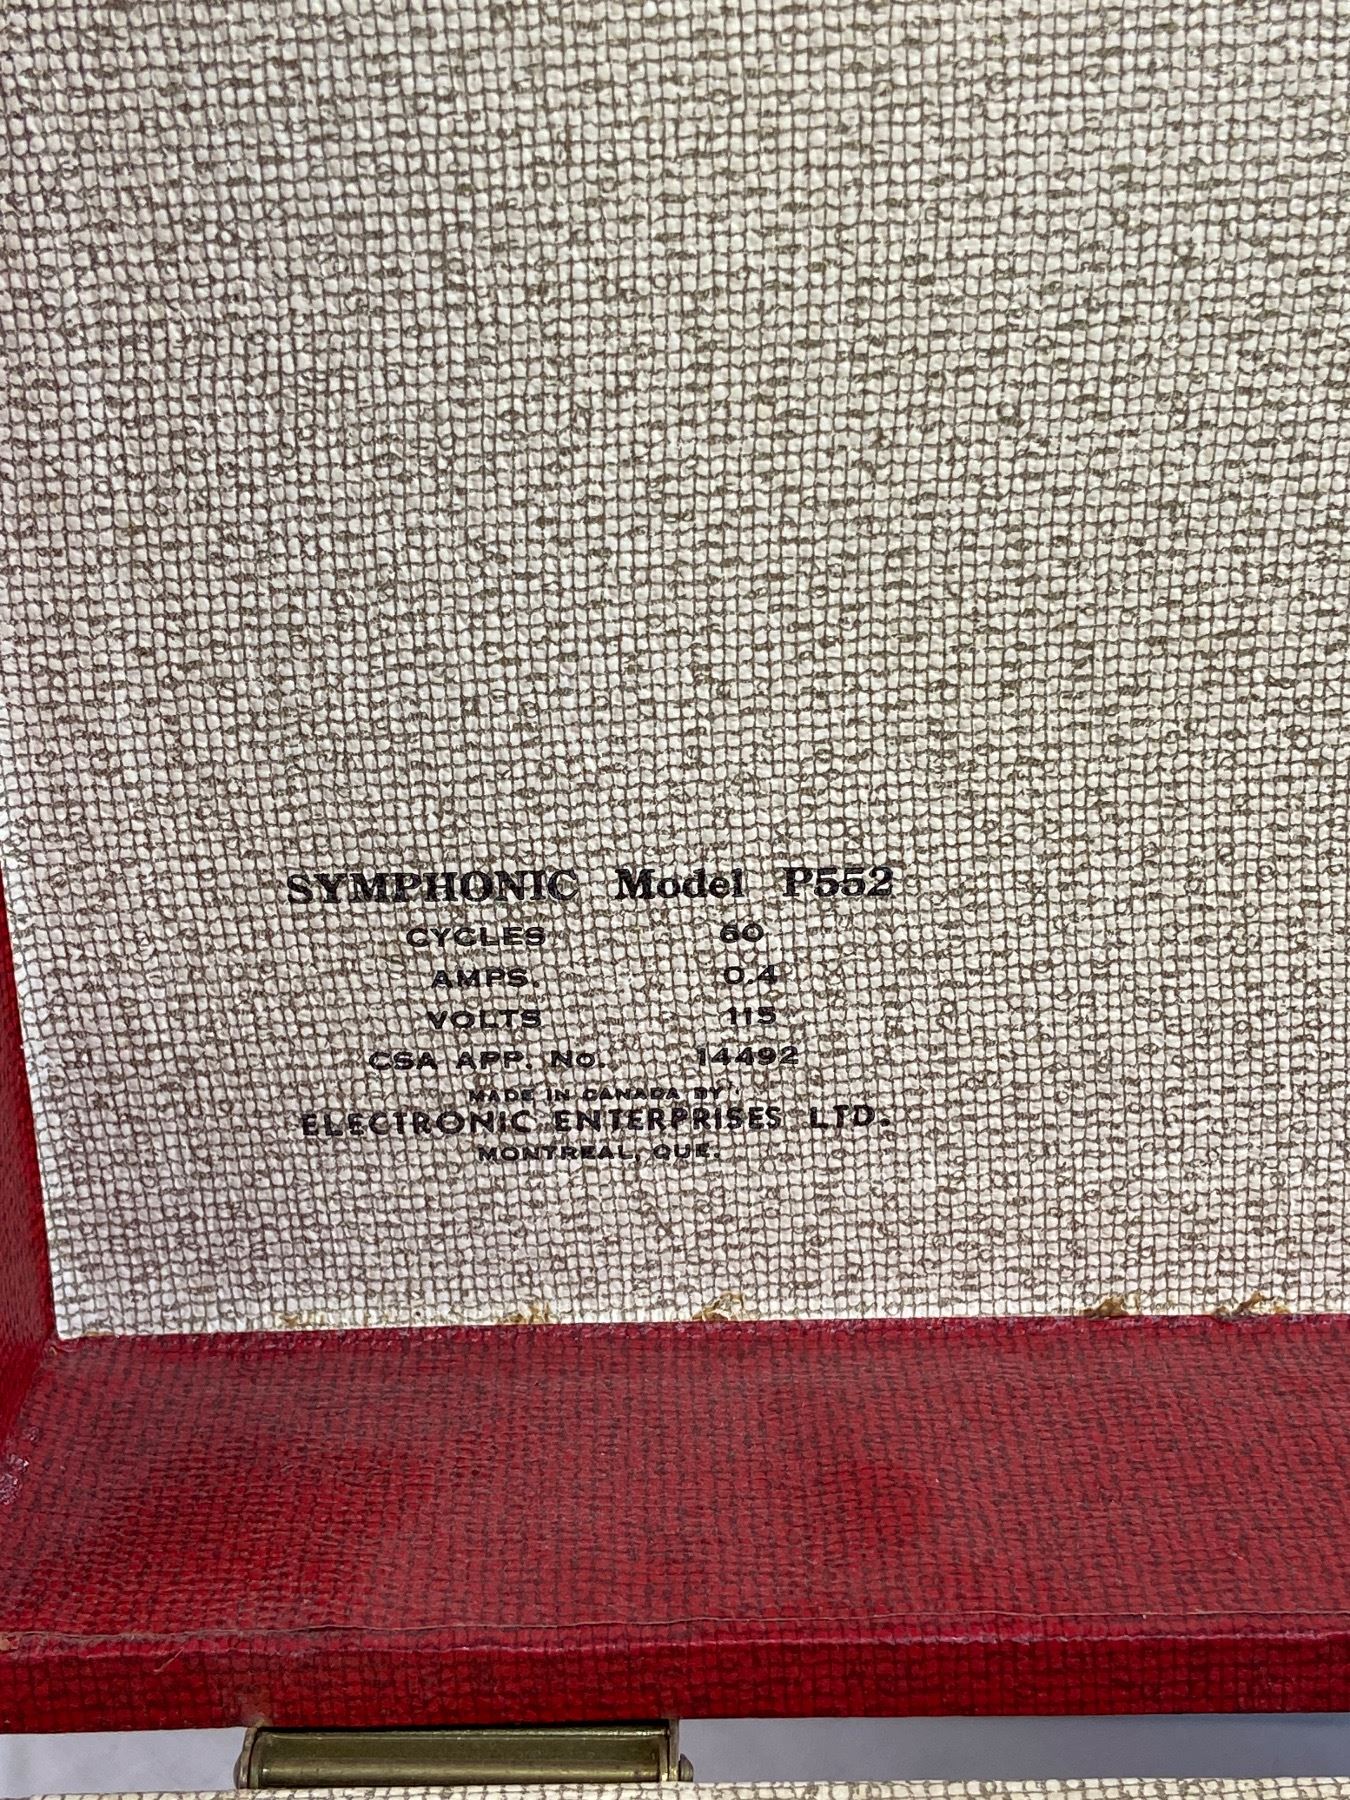 SYMPHONIC Model P552
CYCLES 60
AMPS. 0.4
VOLTS 115
CSA APP. No. 14492
MADE IN CANADA BY
ELECTRONIC ENTERPRISES LTD.
MONTREAL, QUE.